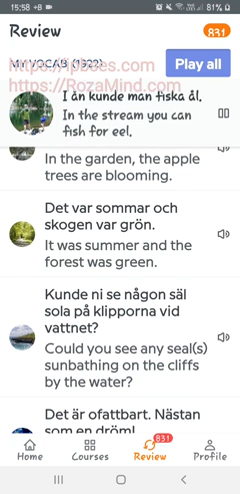 15:58 +B
81%
Review
831
MY VOCAB (1622)
Play all
https://iposes.com
https://RozaMind.com
I ån kunde man fiska ål.
In the stream you can
fish for eel.
In the garden, the apple
trees are blooming.
Det var sommar och
skogen var grön.
It was summer and the
forest was green.
Kunde ni se någon säl
sola på klipporna vid
vattnet?
Could you see any seal(s)
sunbathing on the cliffs
by the water?
Det är ofattbart. Nästan
som en dröm!
831
Home Courses Review Profile